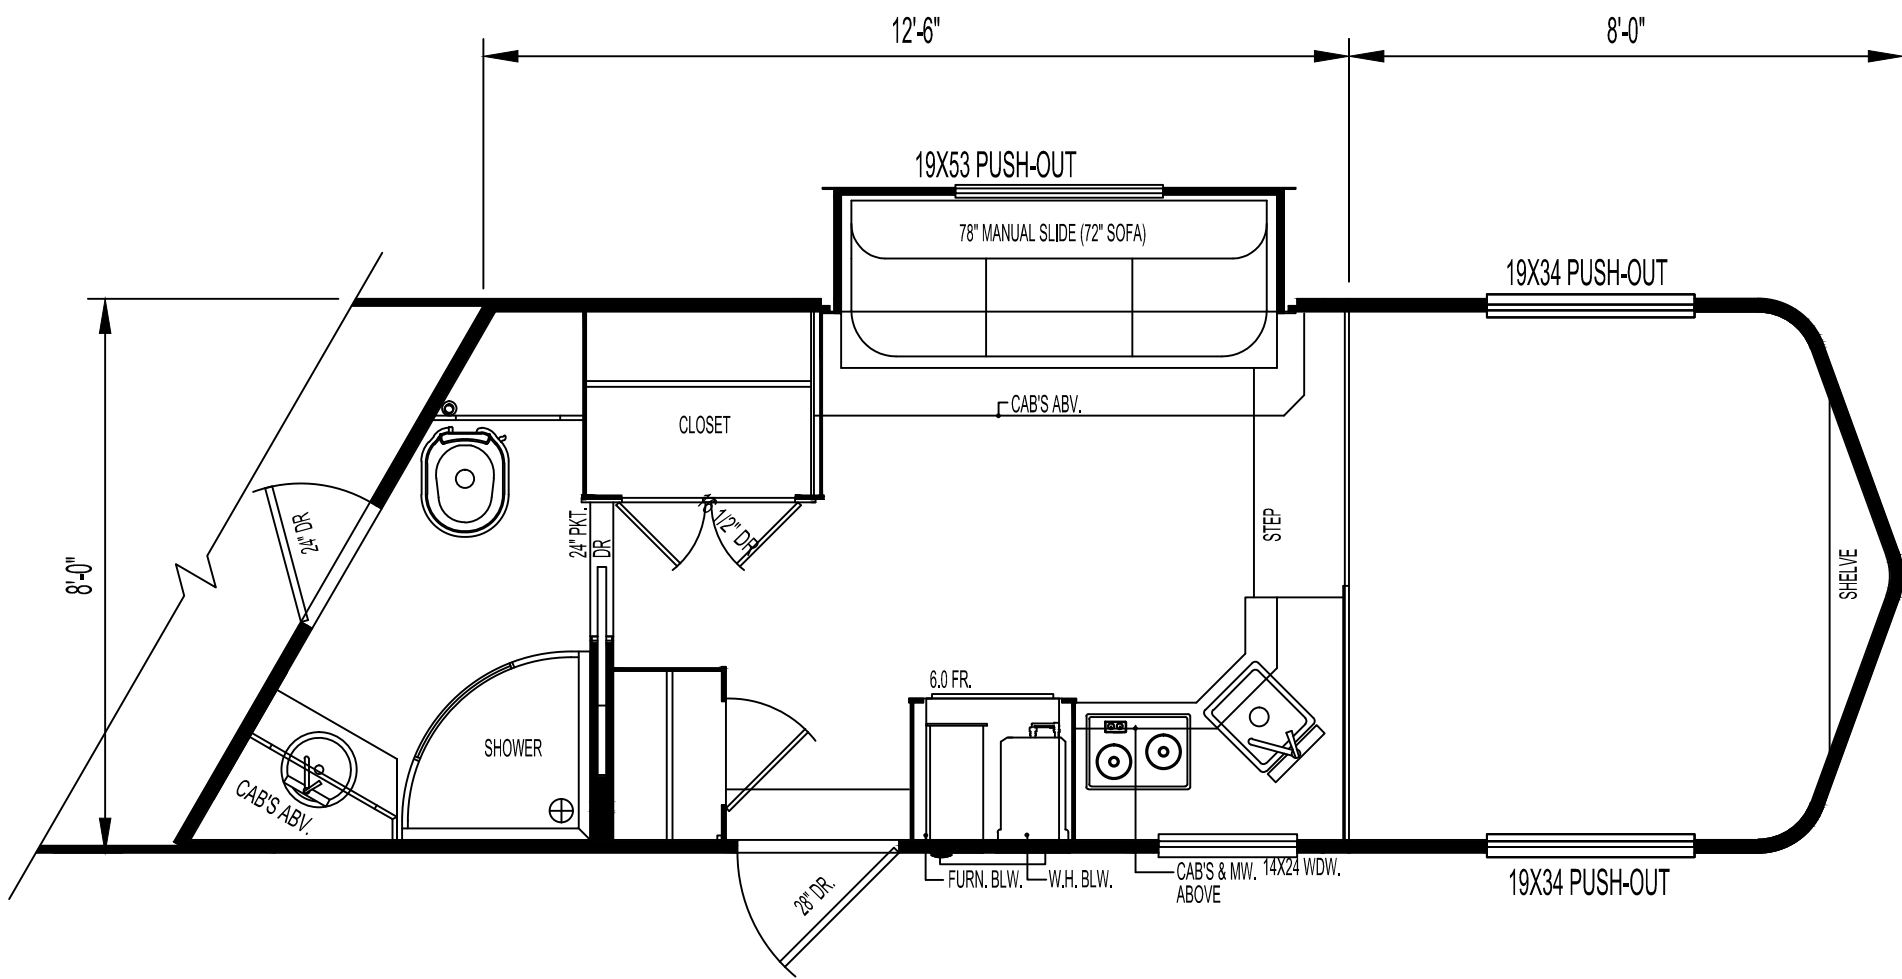 12'-6"
8'-0"
19X53 PUSH-OUT
78" MANUAL SLIDE (72" SOFA)
19X34 PUSH-OUT
CAB'S ABV.
CLOSET
24" DR
24" PKT.
DR
16 1/2" DR
STEP
8'-0"
SHELVE
6.0 FR.
SHOWER
CAB'S ABV.
28" DR.
FURN. BLW.
W.H. BLW.
CAB'S & MW.
ABOVE
14X24 WDW.
19X34 PUSH-OUT